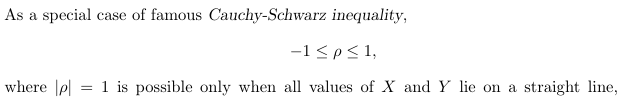 As a special case of famous Cauchy-Schwarz inequality,
−1 ≤ ρ ≤ 1,
where |ρ| = 1 is possible only when all values of X and Y lie on a straight line,